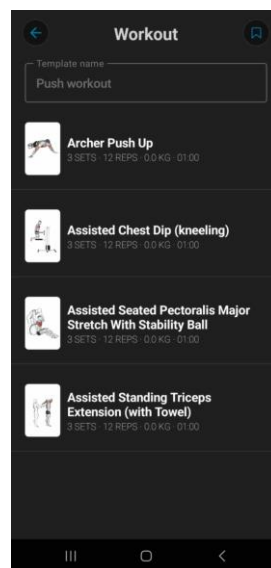 Workout
Template name
Push workout
Archer Push Up
3 SETS · 12 REPS · 0.0 KG · 01:00
Assisted Chest Dip (kneeling)
3 SETS · 12 REPS · 0.0 KG · 01:00
Assisted Seated Pectoralis Major
Stretch With Stability Ball
3 SETS · 12 REPS · 0.0 KG · 01:00
Assisted Standing Triceps
Extension (with Towel)
3 SETS · 12 REPS · 0.0 KG · 01:00